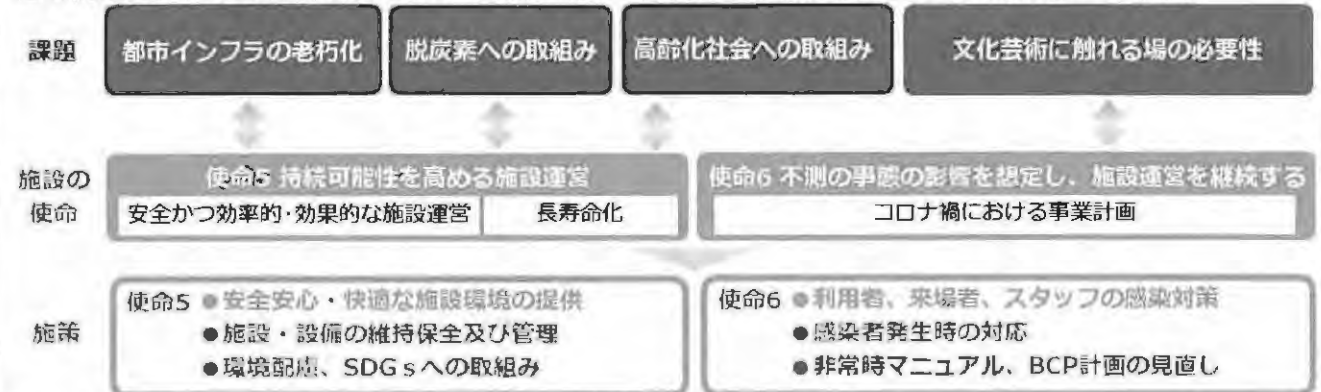 課題
都市インフラの老朽化
脱炭素への取組み
高齢化社会への取組み
文化芸術に触れる場の必要性
施設の
使命
使命5 持続可能性を高める施設運営
安全かつ効率的・効果的な施設運営
長寿命化
使命6 不測の事態の影響を想定し、施設運営を継続する
コロナ禍における事業計画
施策
使命5 ●安全安心・快適な施設環境の提供
●施設・設備の維持保全及び管理
●環境配慮、SDGsへの取組み
使命6 ●利用者、来場者、スタッフの感染対策
●感染者発生時の対応
●非常時マニュアル、BCP計画の見直し